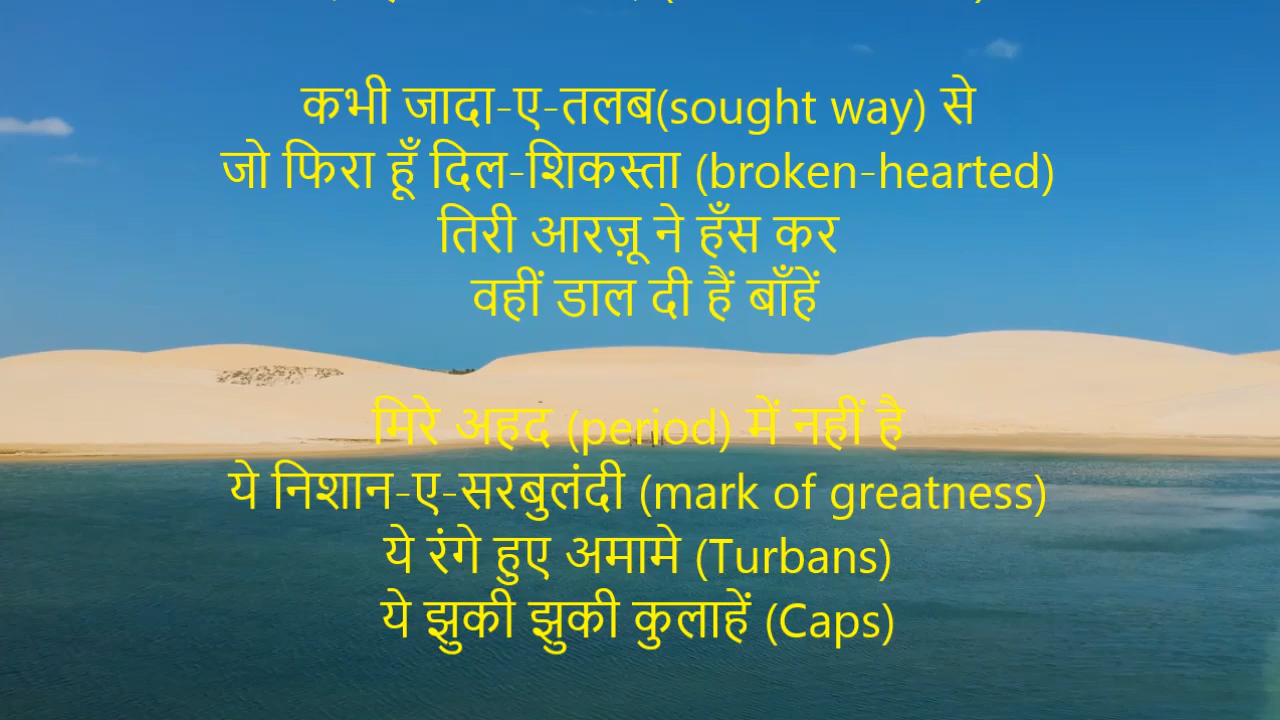 कभी जादा-ए-तलब(sought way) से
जो फिरा हूँ दिल-शिकस्ता (broken-hearted)
तिरी आरज़ू ने हँस कर
वहीं डाल दी हैं बाँहें
मिरे अहद (period) में नहीं है
ये निशान-ए-सरबुलंदी (mark of greatness)
ये रंगे हुए अमामे (Turbans)
ये झुकी झुकी कुलाहें (Caps)